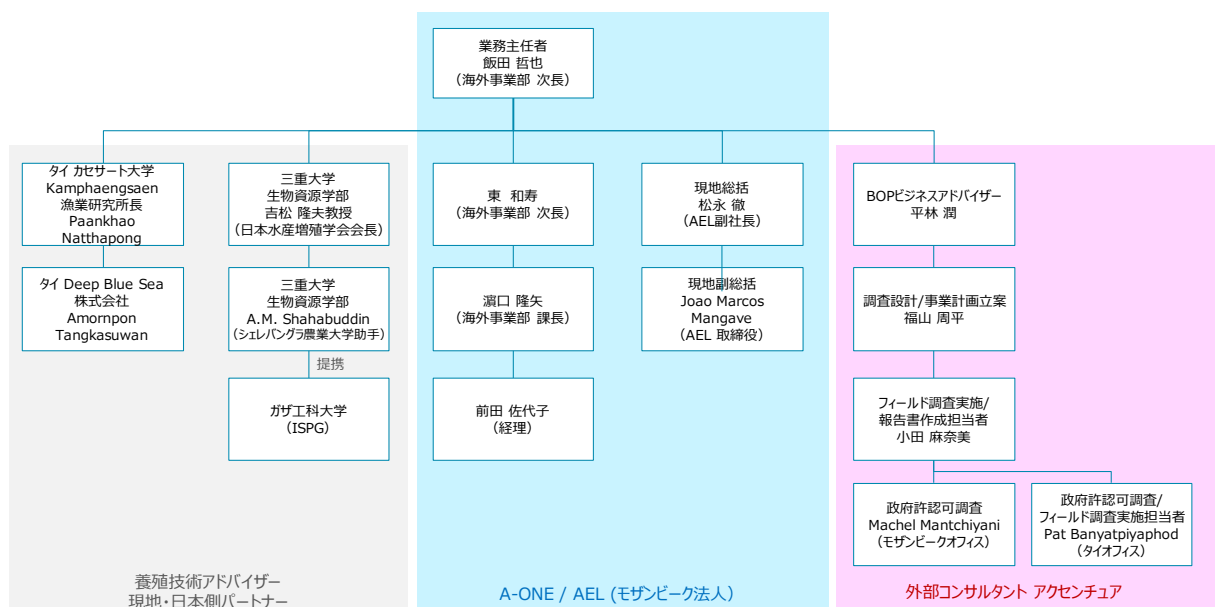 業務主任者
飯田 哲也
(海外事業部 次長)
タイ カセサート大学
Kamphaengsaen
漁業研究所長
Paankhao
Natthapong
三重大学
生物資源学部
吉松 隆夫教授
(日本水産増殖学会会長)
東 和寿
(海外事業部 次長)
現地総括
松永 徹
(AEL副社長)
BOPビジネスアドバイザー
平林 潤
タイ Deep Blue Sea
株式会社
Amornpon
Tangkasuwan
三重大学
生物資源学部
A.M. Shahabuddin
(シェレバングラ農業大学助手)
濵口 隆矢
(海外事業部 課長)
現地副総括
Joao Marcos
Mangave
(AEL 取締役)
調査設計/事業計画立案
福山 周平
提携
ガザ工科大学
(ISPG)
前田 佐代子
(経理)
フィールド調査実施/
報告書作成担当者
小田 麻奈美
政府許認可調査
Machel Mantchiyani
(モザンビークオフィス)
政府許認可調査/
フィールド調査実施担当者
Pat Banyatpiyaphod
(タイオフィス)
養殖技術アドバイザー
現地・日本側パートナー
A-ONE / AEL (モザンビーク法人)
外部コンサルタント アクセンチュア